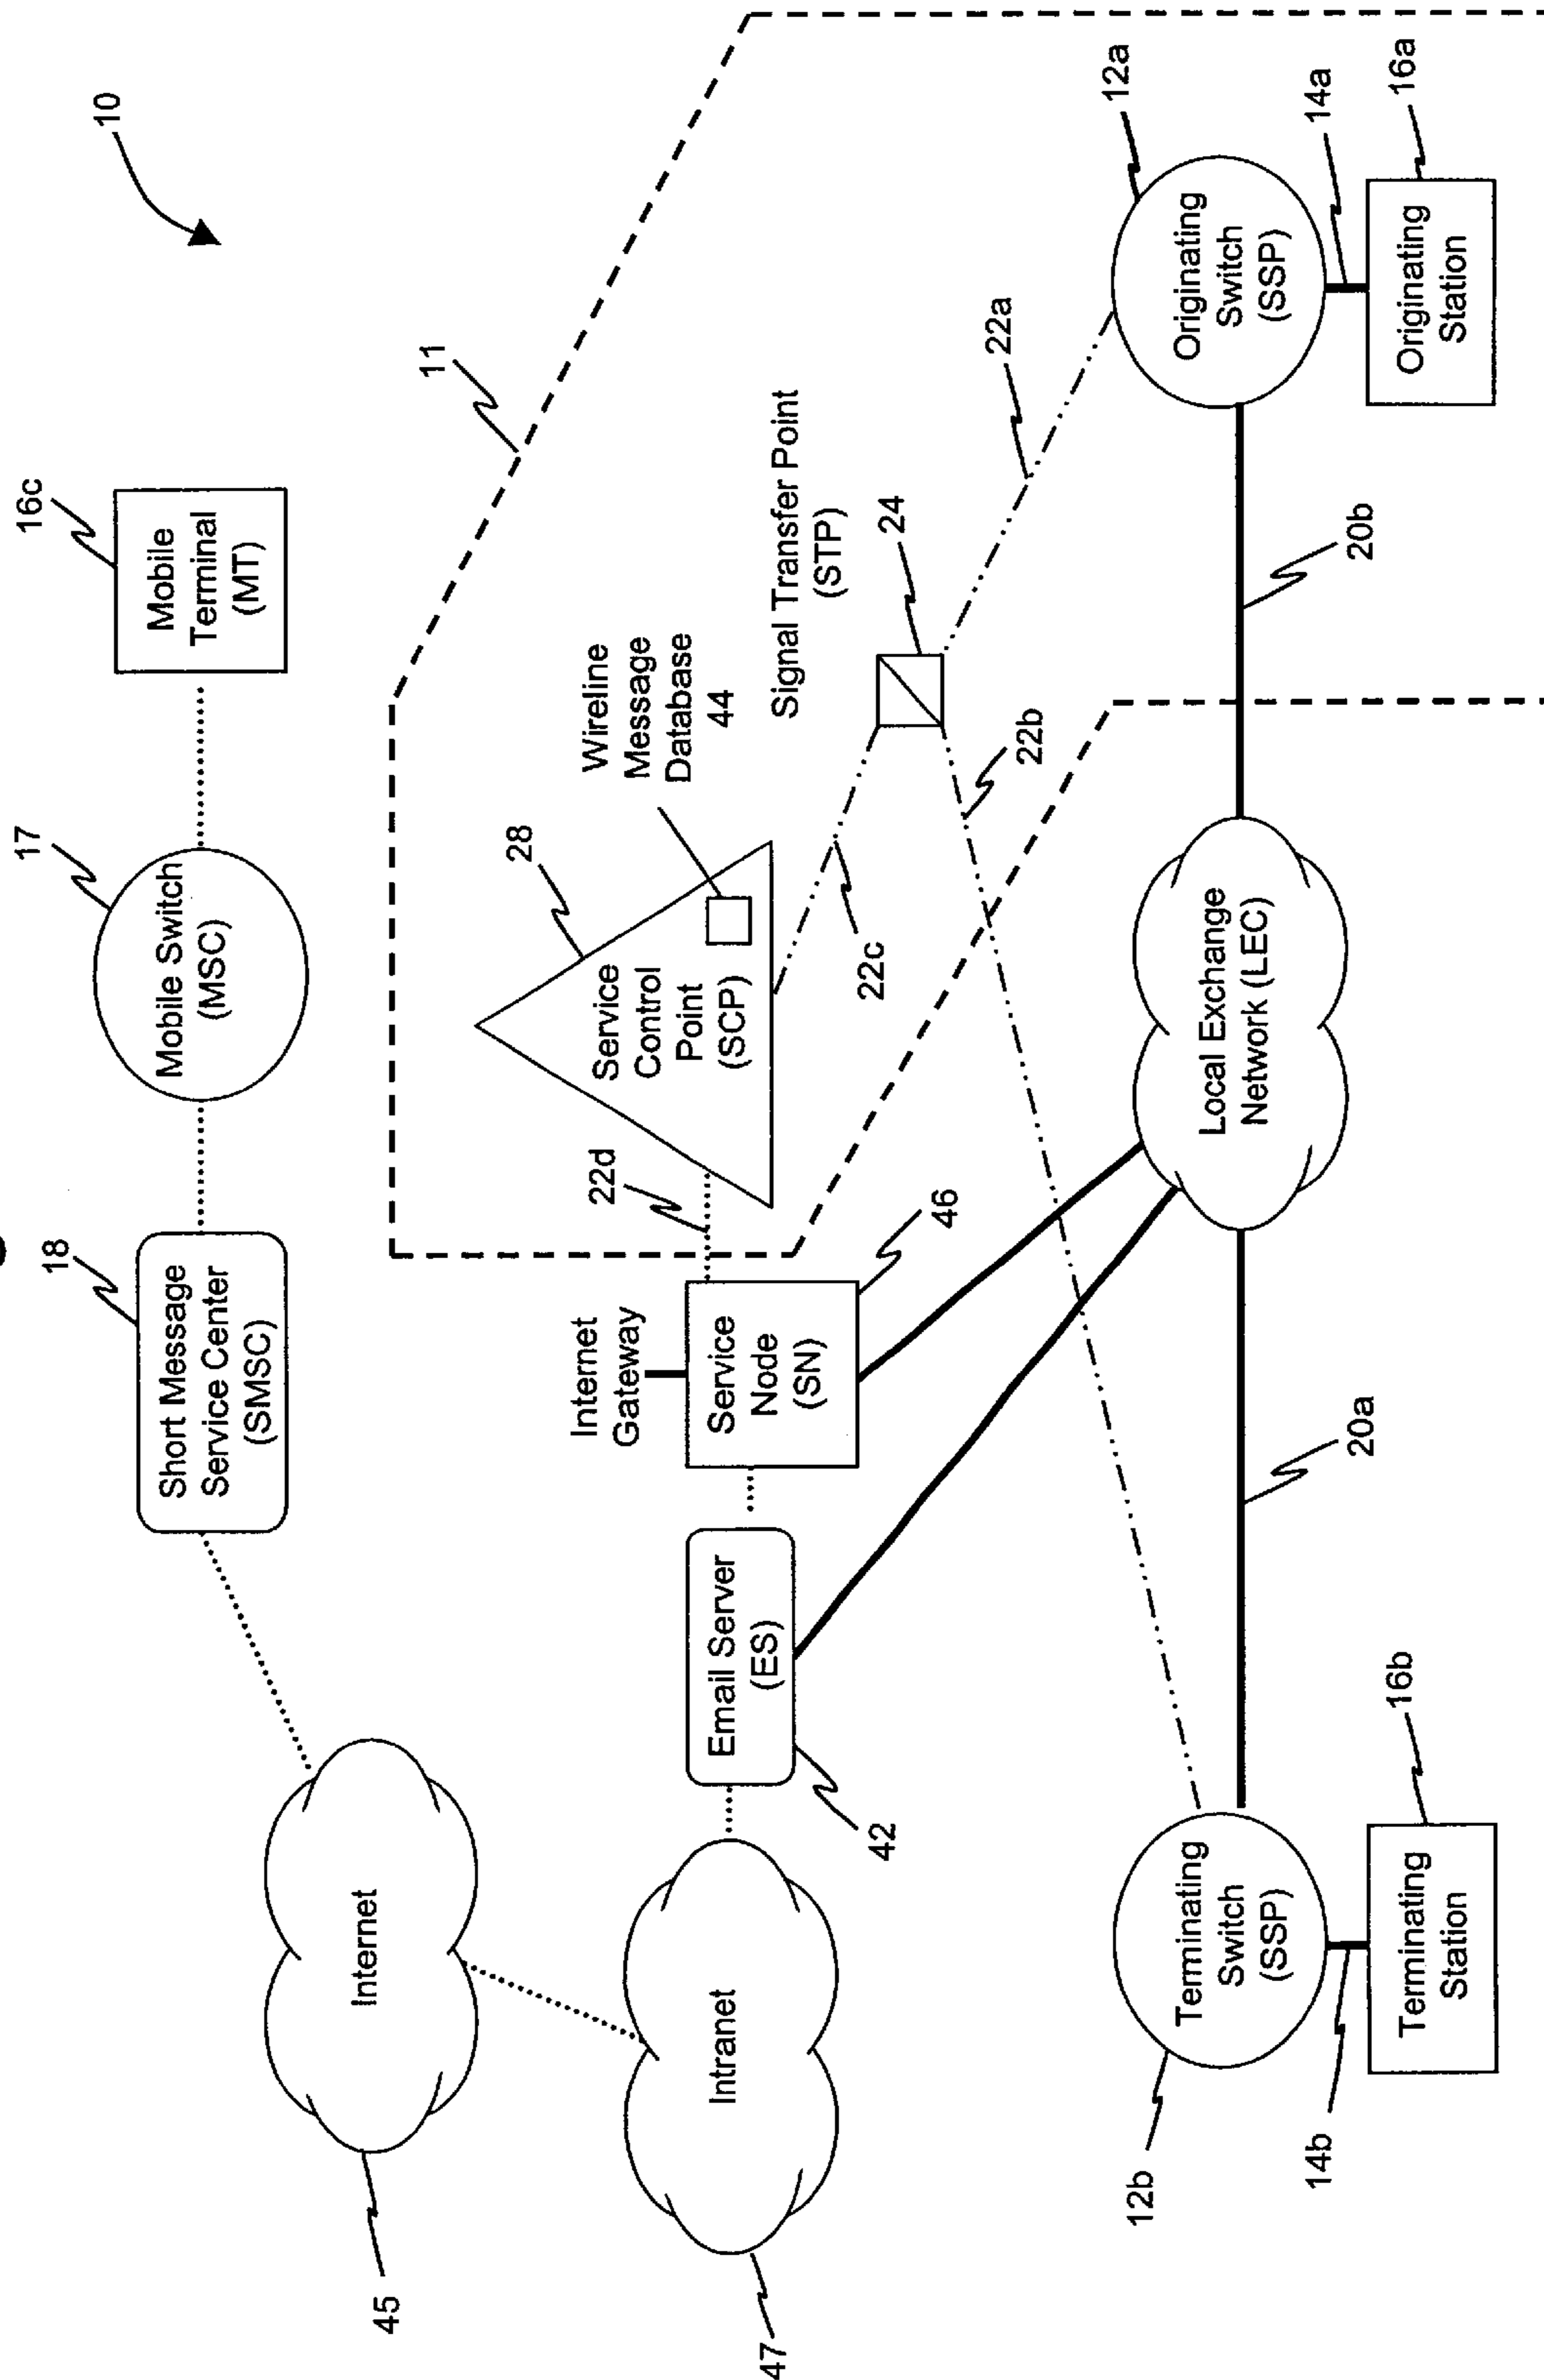 10
16c
Mobile
Terminal
(MT)
17
Mobile Switch
(MSC)
18
Short Message
Service Center
(SMSC)
Internet
45
11
Wireline
Message
Database
44
28
Service
Control
Point
(SCP)
22d
Internet
Gateway
Service
Node
(SN)
46
Email Server
(ES)
42
Intranet
47
Signal Transfer Point
(STP)
24
22a
22b
22c
12a
Originating
Switch
(SSP)
14a
16a
Originating
Station
20b
Local Exchange
Network (LEC)
20a
Terminating
Switch
(SSP)
12b
14b
16b
Terminating
Station